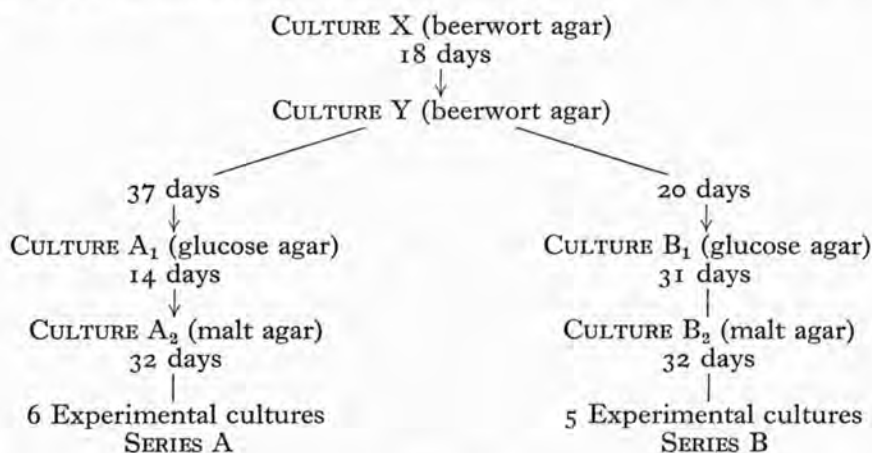 CULTURE X (beerwort agar)
18 days
CULTURE Y (beerwort agar)
37 days 20 days
CULTURE A₁ (glucose agar) CULTURE B₁ (glucose agar)
14 days 31 days
CULTURE A₂ (malt agar) CULTURE B₂ (malt agar)
32 days 32 days
6 Experimental cultures 5 Experimental cultures
SERIES A SERIES B